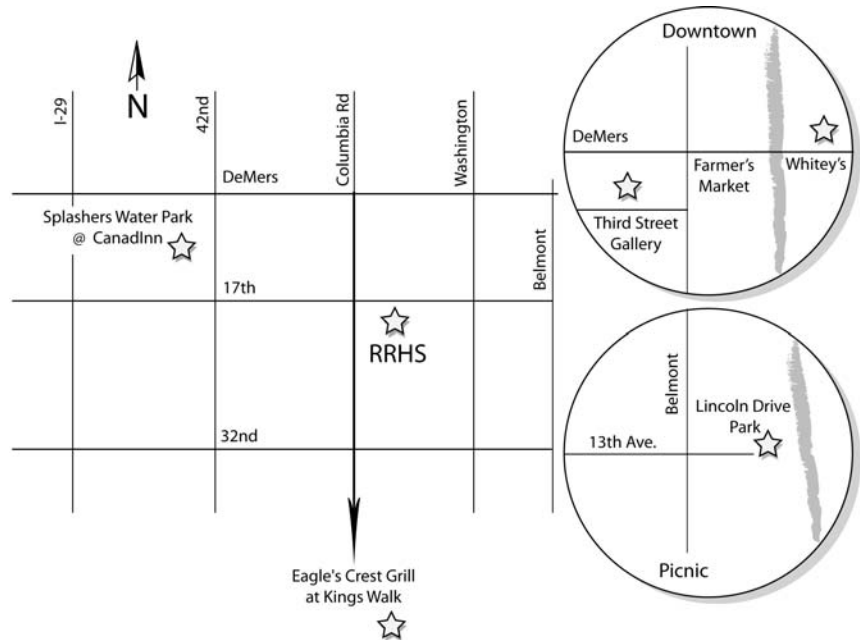 I-29
N
42nd
Columbia Rd
Washington
DeMers
Splashers Water Park
@ CanadInn
17th
Belmont
RRHS
32nd
Eagle's Crest Grill
at Kings Walk
Downtown
DeMers
Farmer's
Market
Whitey's
Third Street
Gallery
Belmont
Lincoln Drive
Park
13th Ave.
Picnic